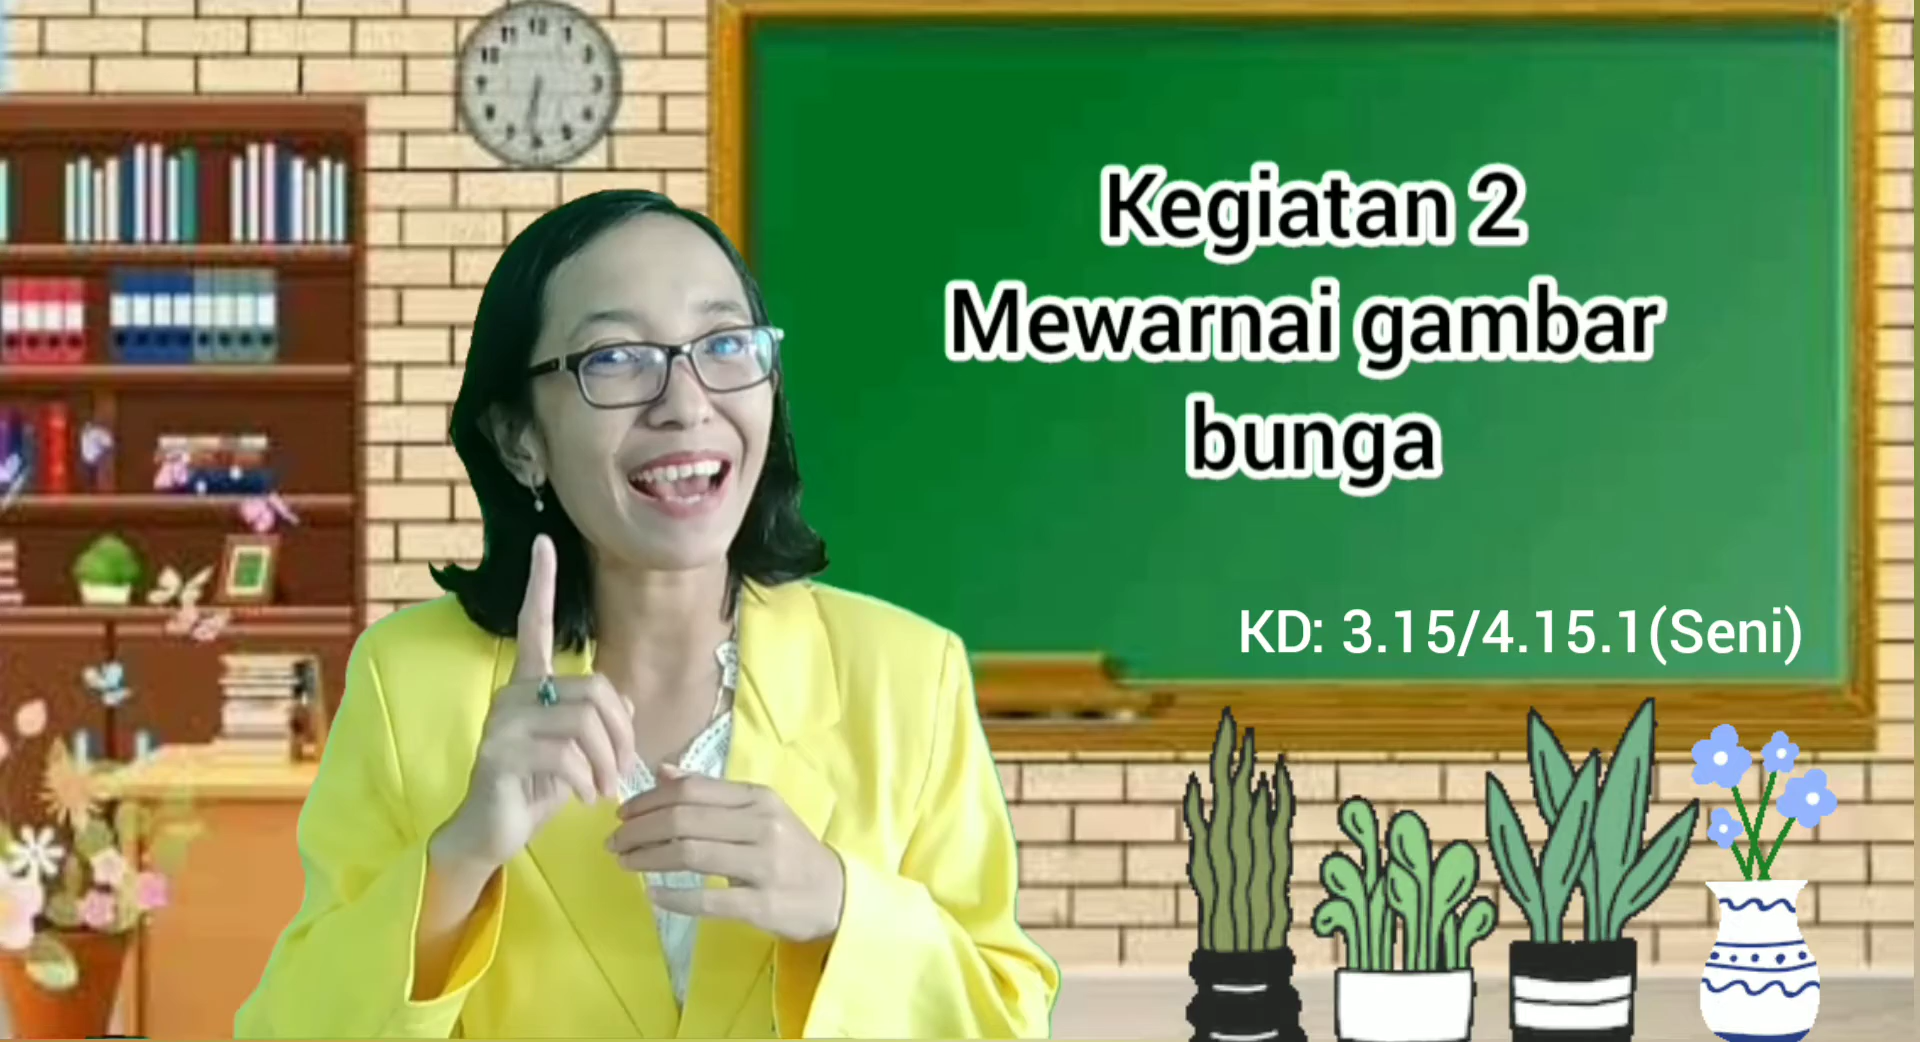 Kegiatan 2
Mewarnai gambar
bunga
KD: 3.15/4.15.1(Seni)